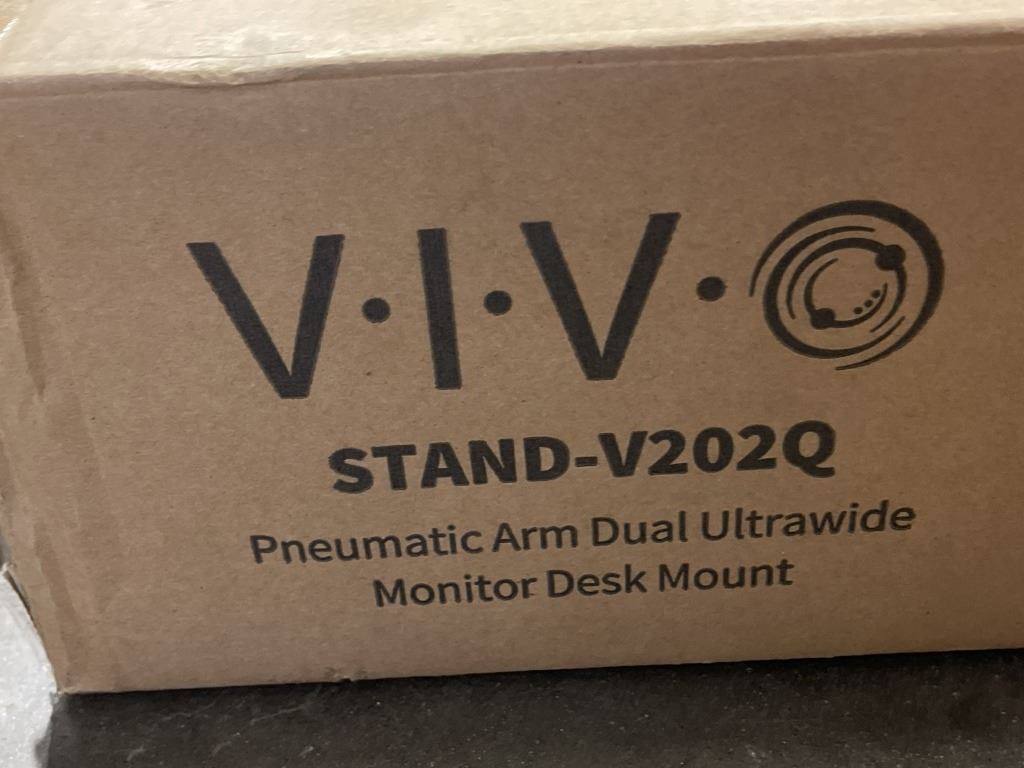 V·I·V·O
STAND-V202Q
Pneumatic Arm Dual Ultrawide
Monitor Desk Mount